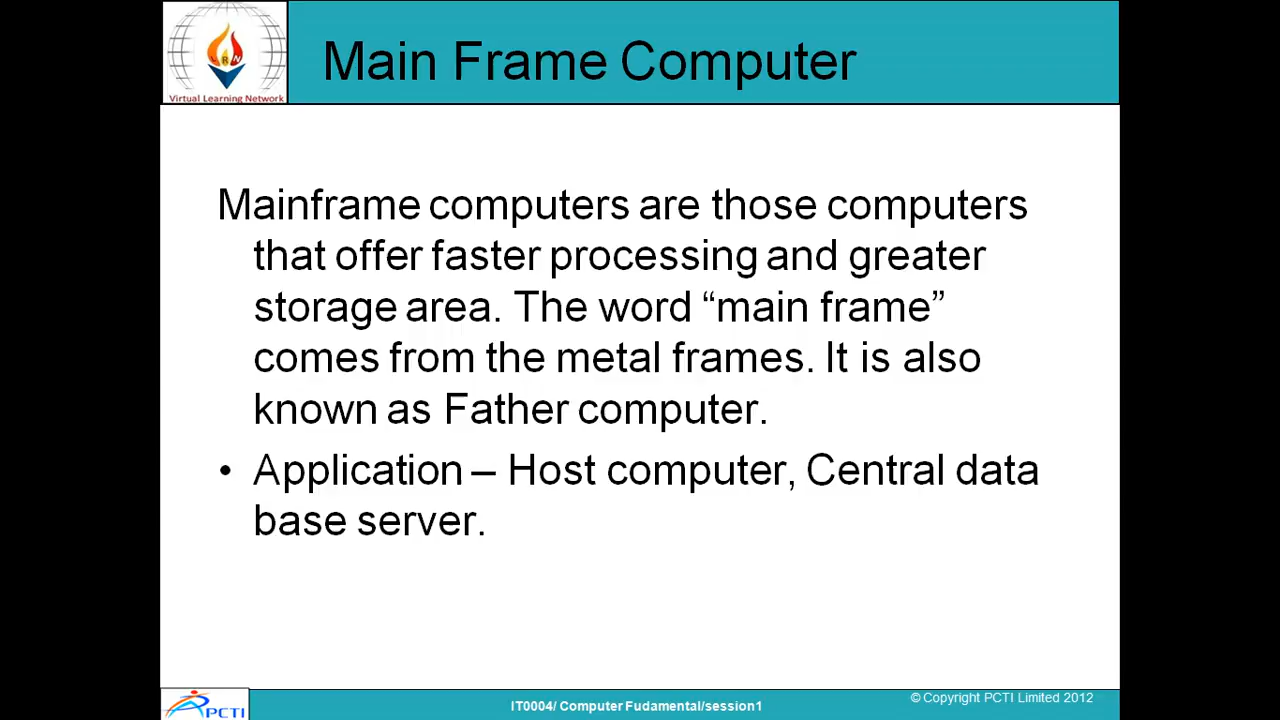 Main Frame Computer
LRN
Virtual Learning Network
Mainframe computers are those computers
that offer faster processing and greater
storage area. The word “main frame”
comes from the metal frames. It is also
known as Father computer.
• Application – Host computer, Central data
base server.
PCTI
IT0004/ Computer Fudamental/session1
© Copyright PCTI Limited 2012